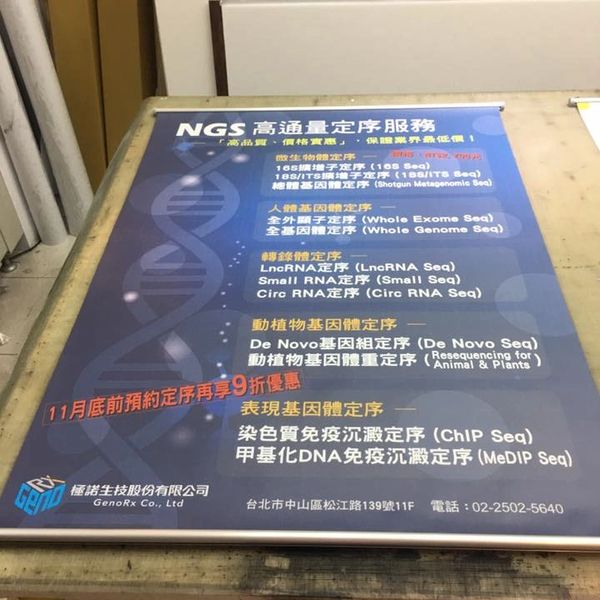 NGS 高通量定序服務
「高品質、價格實惠」,保證業界最低價!
微生物體定序
16S擴增子定序 (16S Seq)
18S/ITS擴增子定序 (18S/ITS Seq)
總體基因體定序 (Shotgun Metagenomic Seq)
人體基因體定序
全外顯子定序 (Whole Exome Seq)
全基因體定序 (Whole Genome Seq)
轉錄體定序
LncRNA定序 (LncRNA Seq)
Small RNA定序 (Small Seq)
Circ RNA定序 (Circ RNA Seq)
動植物基因體定序
De Novo基因組定序 (De Novo Seq)
動植物基因體重定序 (Resequencing for Animal & Plants)
11月底前預約定序再享9折優惠
表現基因體定序
染色質免疫沉澱定序 (ChIP Seq)
甲基化DNA免疫沉澱定序 (MeDIP Seq)
GENO Rx 極諾生技股份有限公司
GenoRx Co., Ltd
台北市中山區松江路139號11F 電話:02-2502-5640